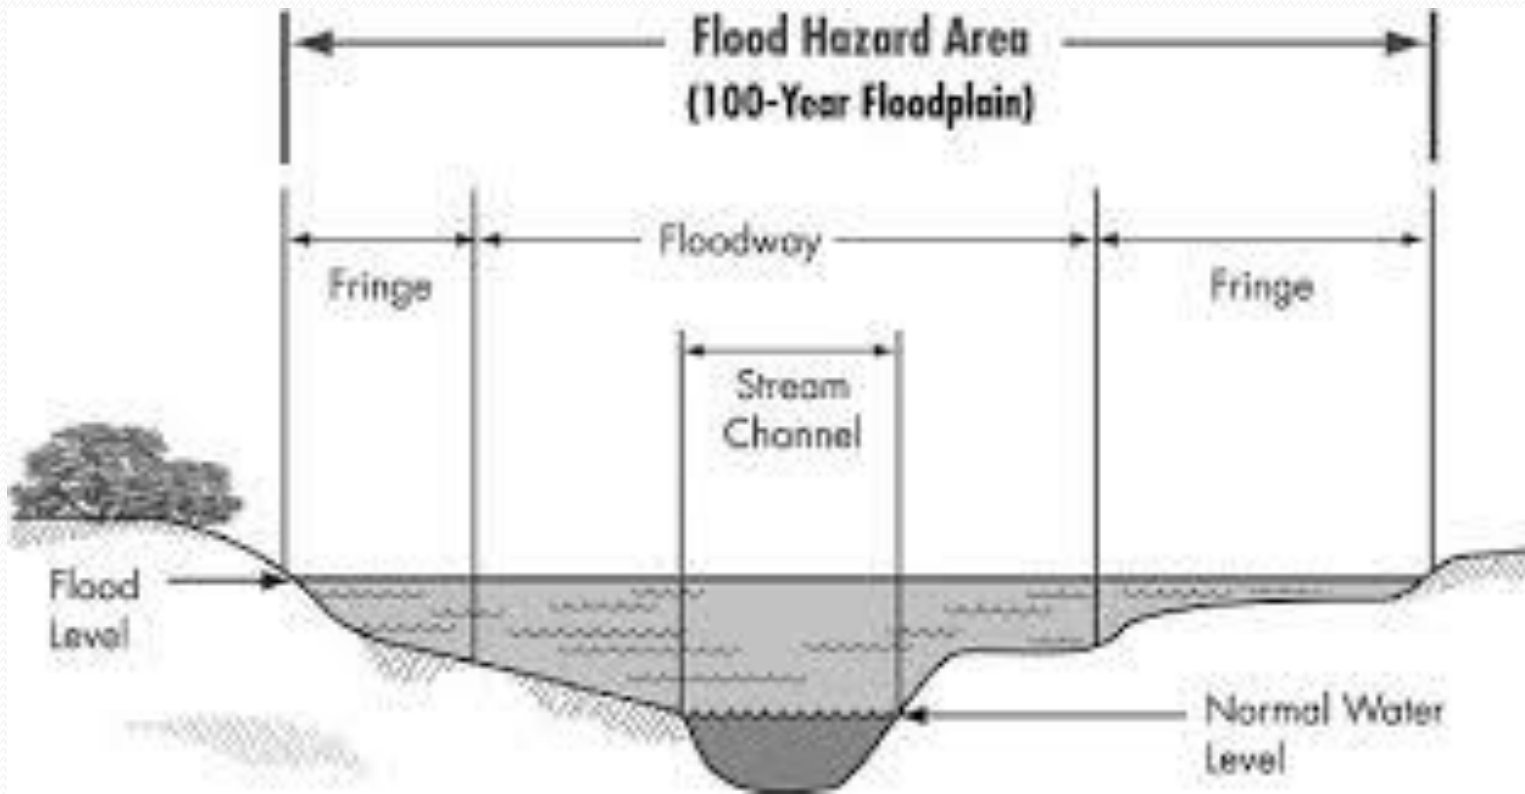 Flood Hazard Area
(100-Year Floodplain)
Floodway
Fringe
Fringe
Stream
Channel
Flood
Level
Normal Water
Level